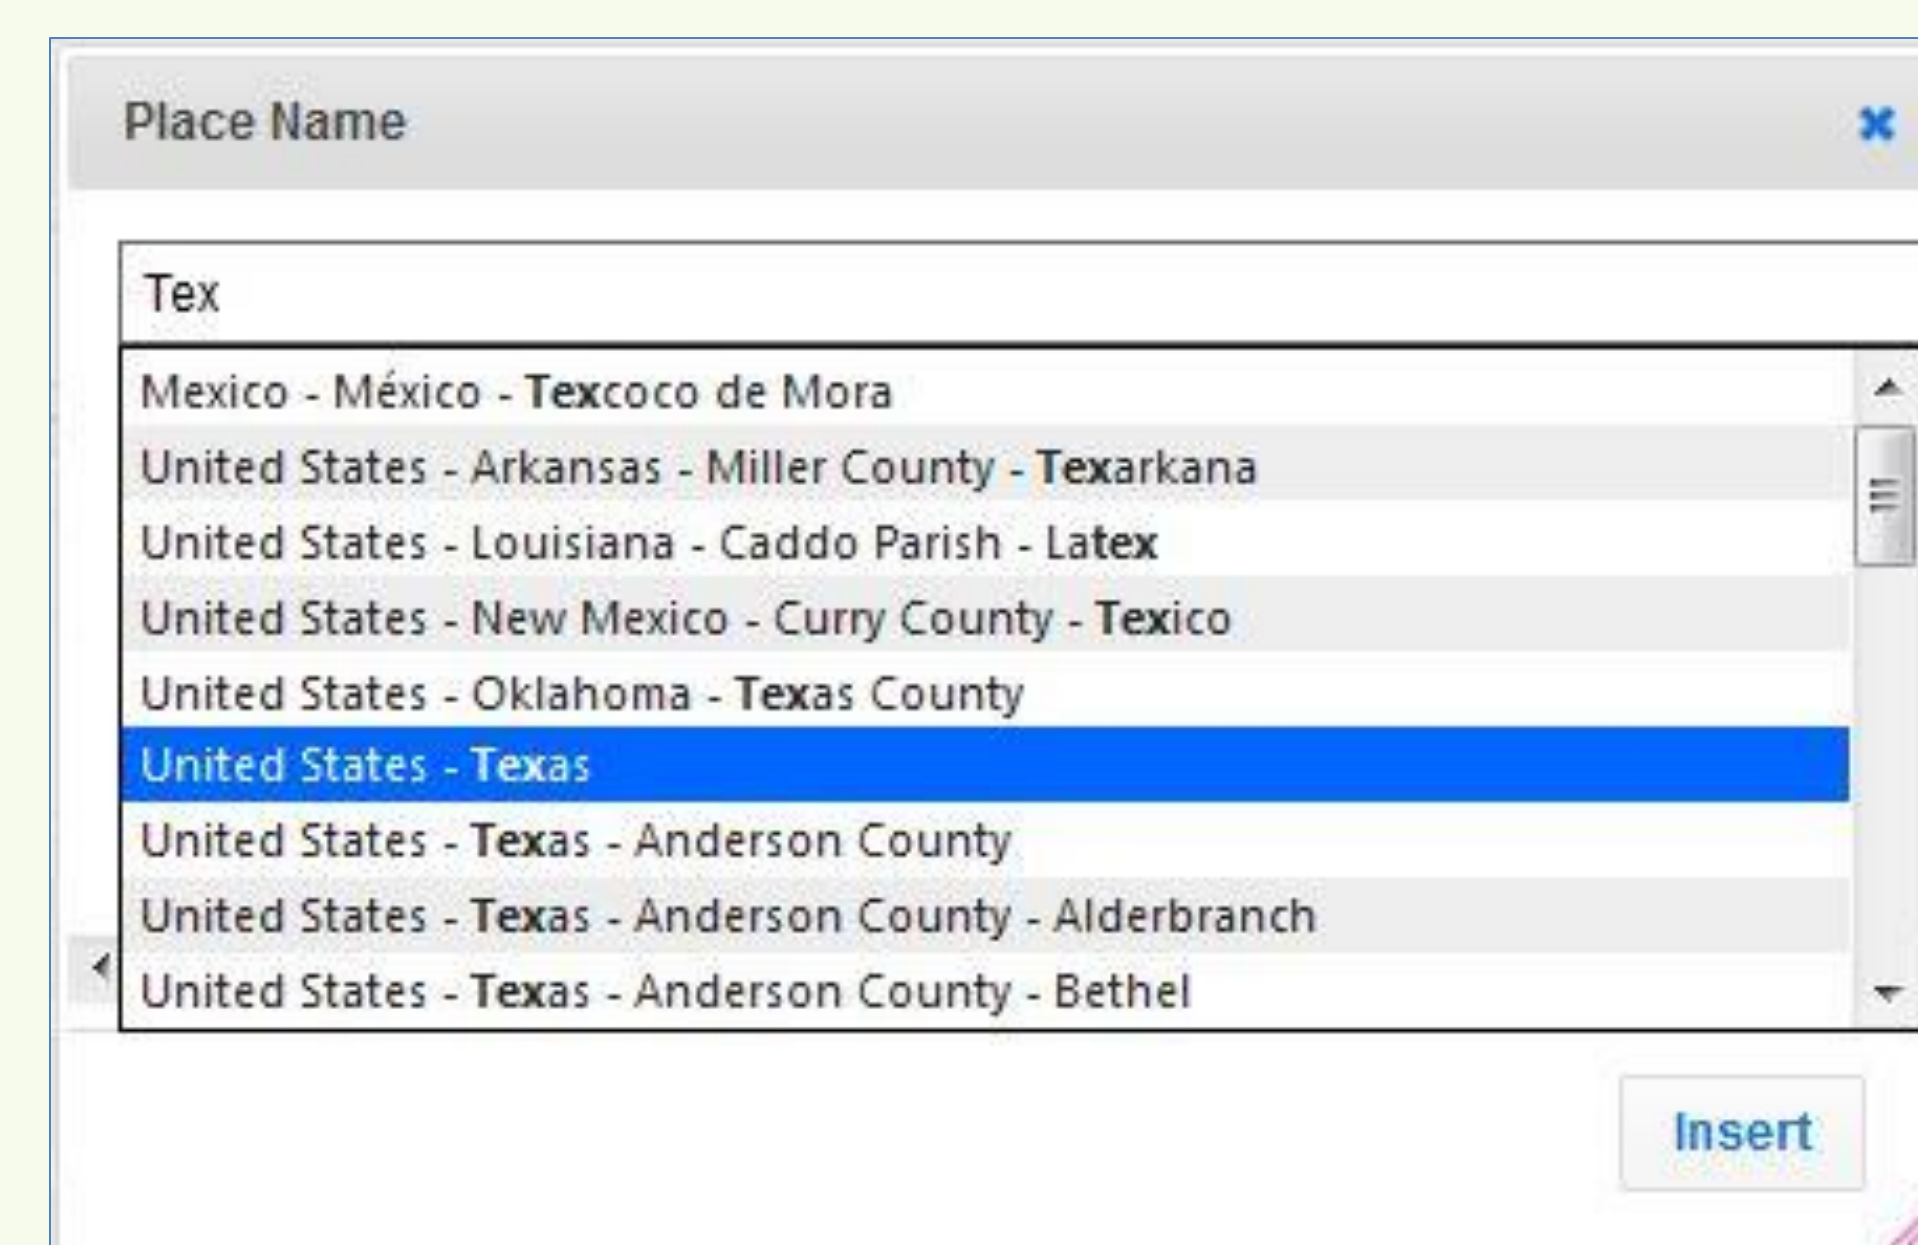 Place Name
Tex
Mexico - México - Texcoco de Mora
United States - Arkansas - Miller County - Texarkana
United States - Louisiana - Caddo Parish - Latex
United States - New Mexico - Curry County - Texico
United States - Oklahoma - Texas County
United States - Texas
United States - Texas - Anderson County
United States - Texas - Anderson County - Alderbranch
United States - Texas - Anderson County - Bethel
Insert